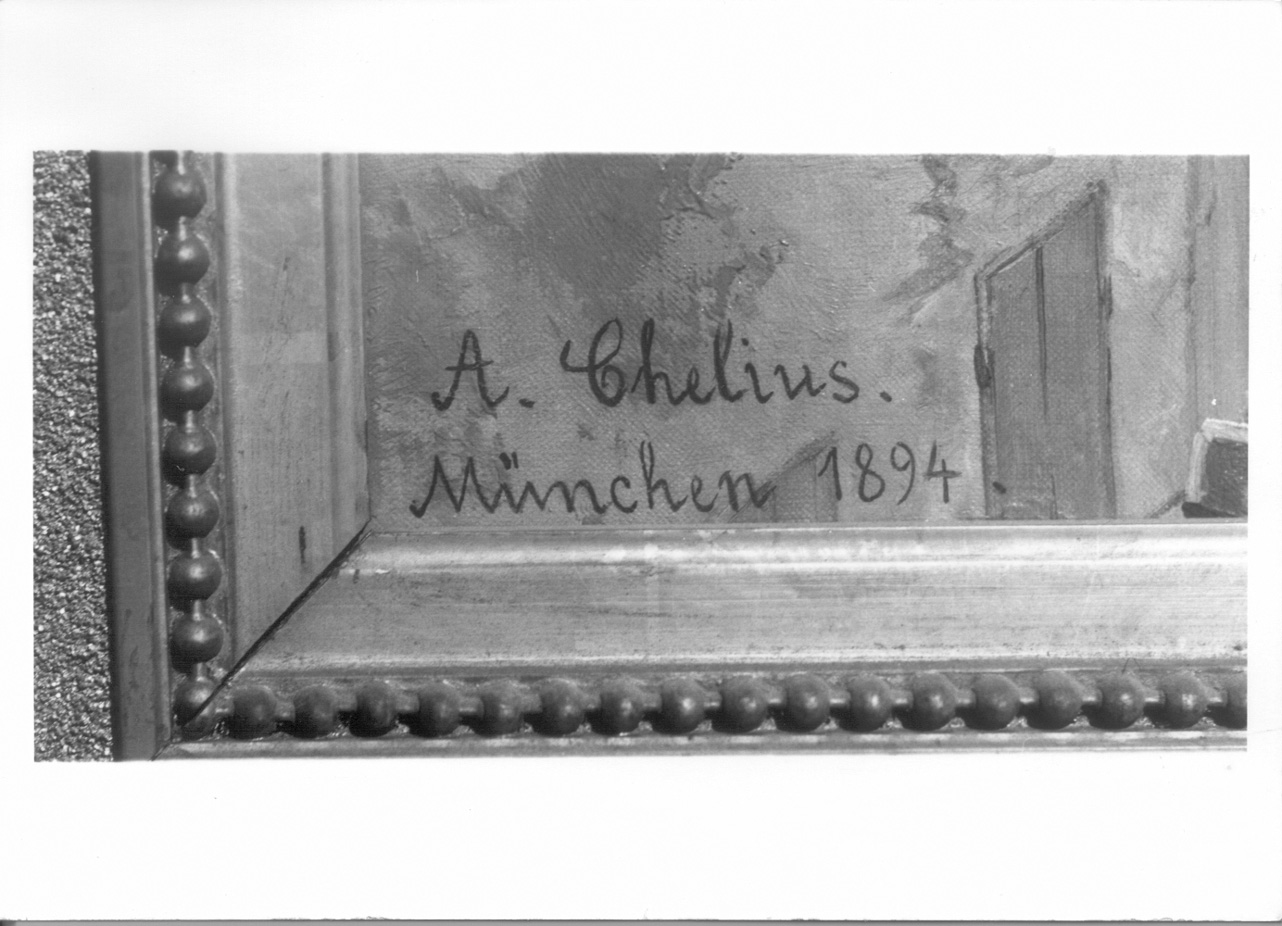 A. Chelius.
München 1894.